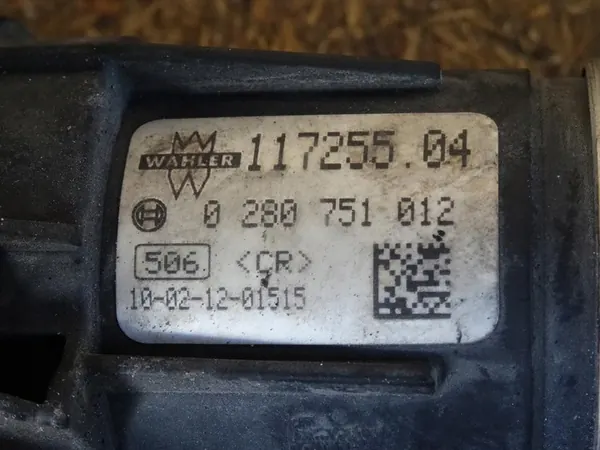 WAHLER 117255.04
0 280 751 012
506. <CR>
10-02-12-01515